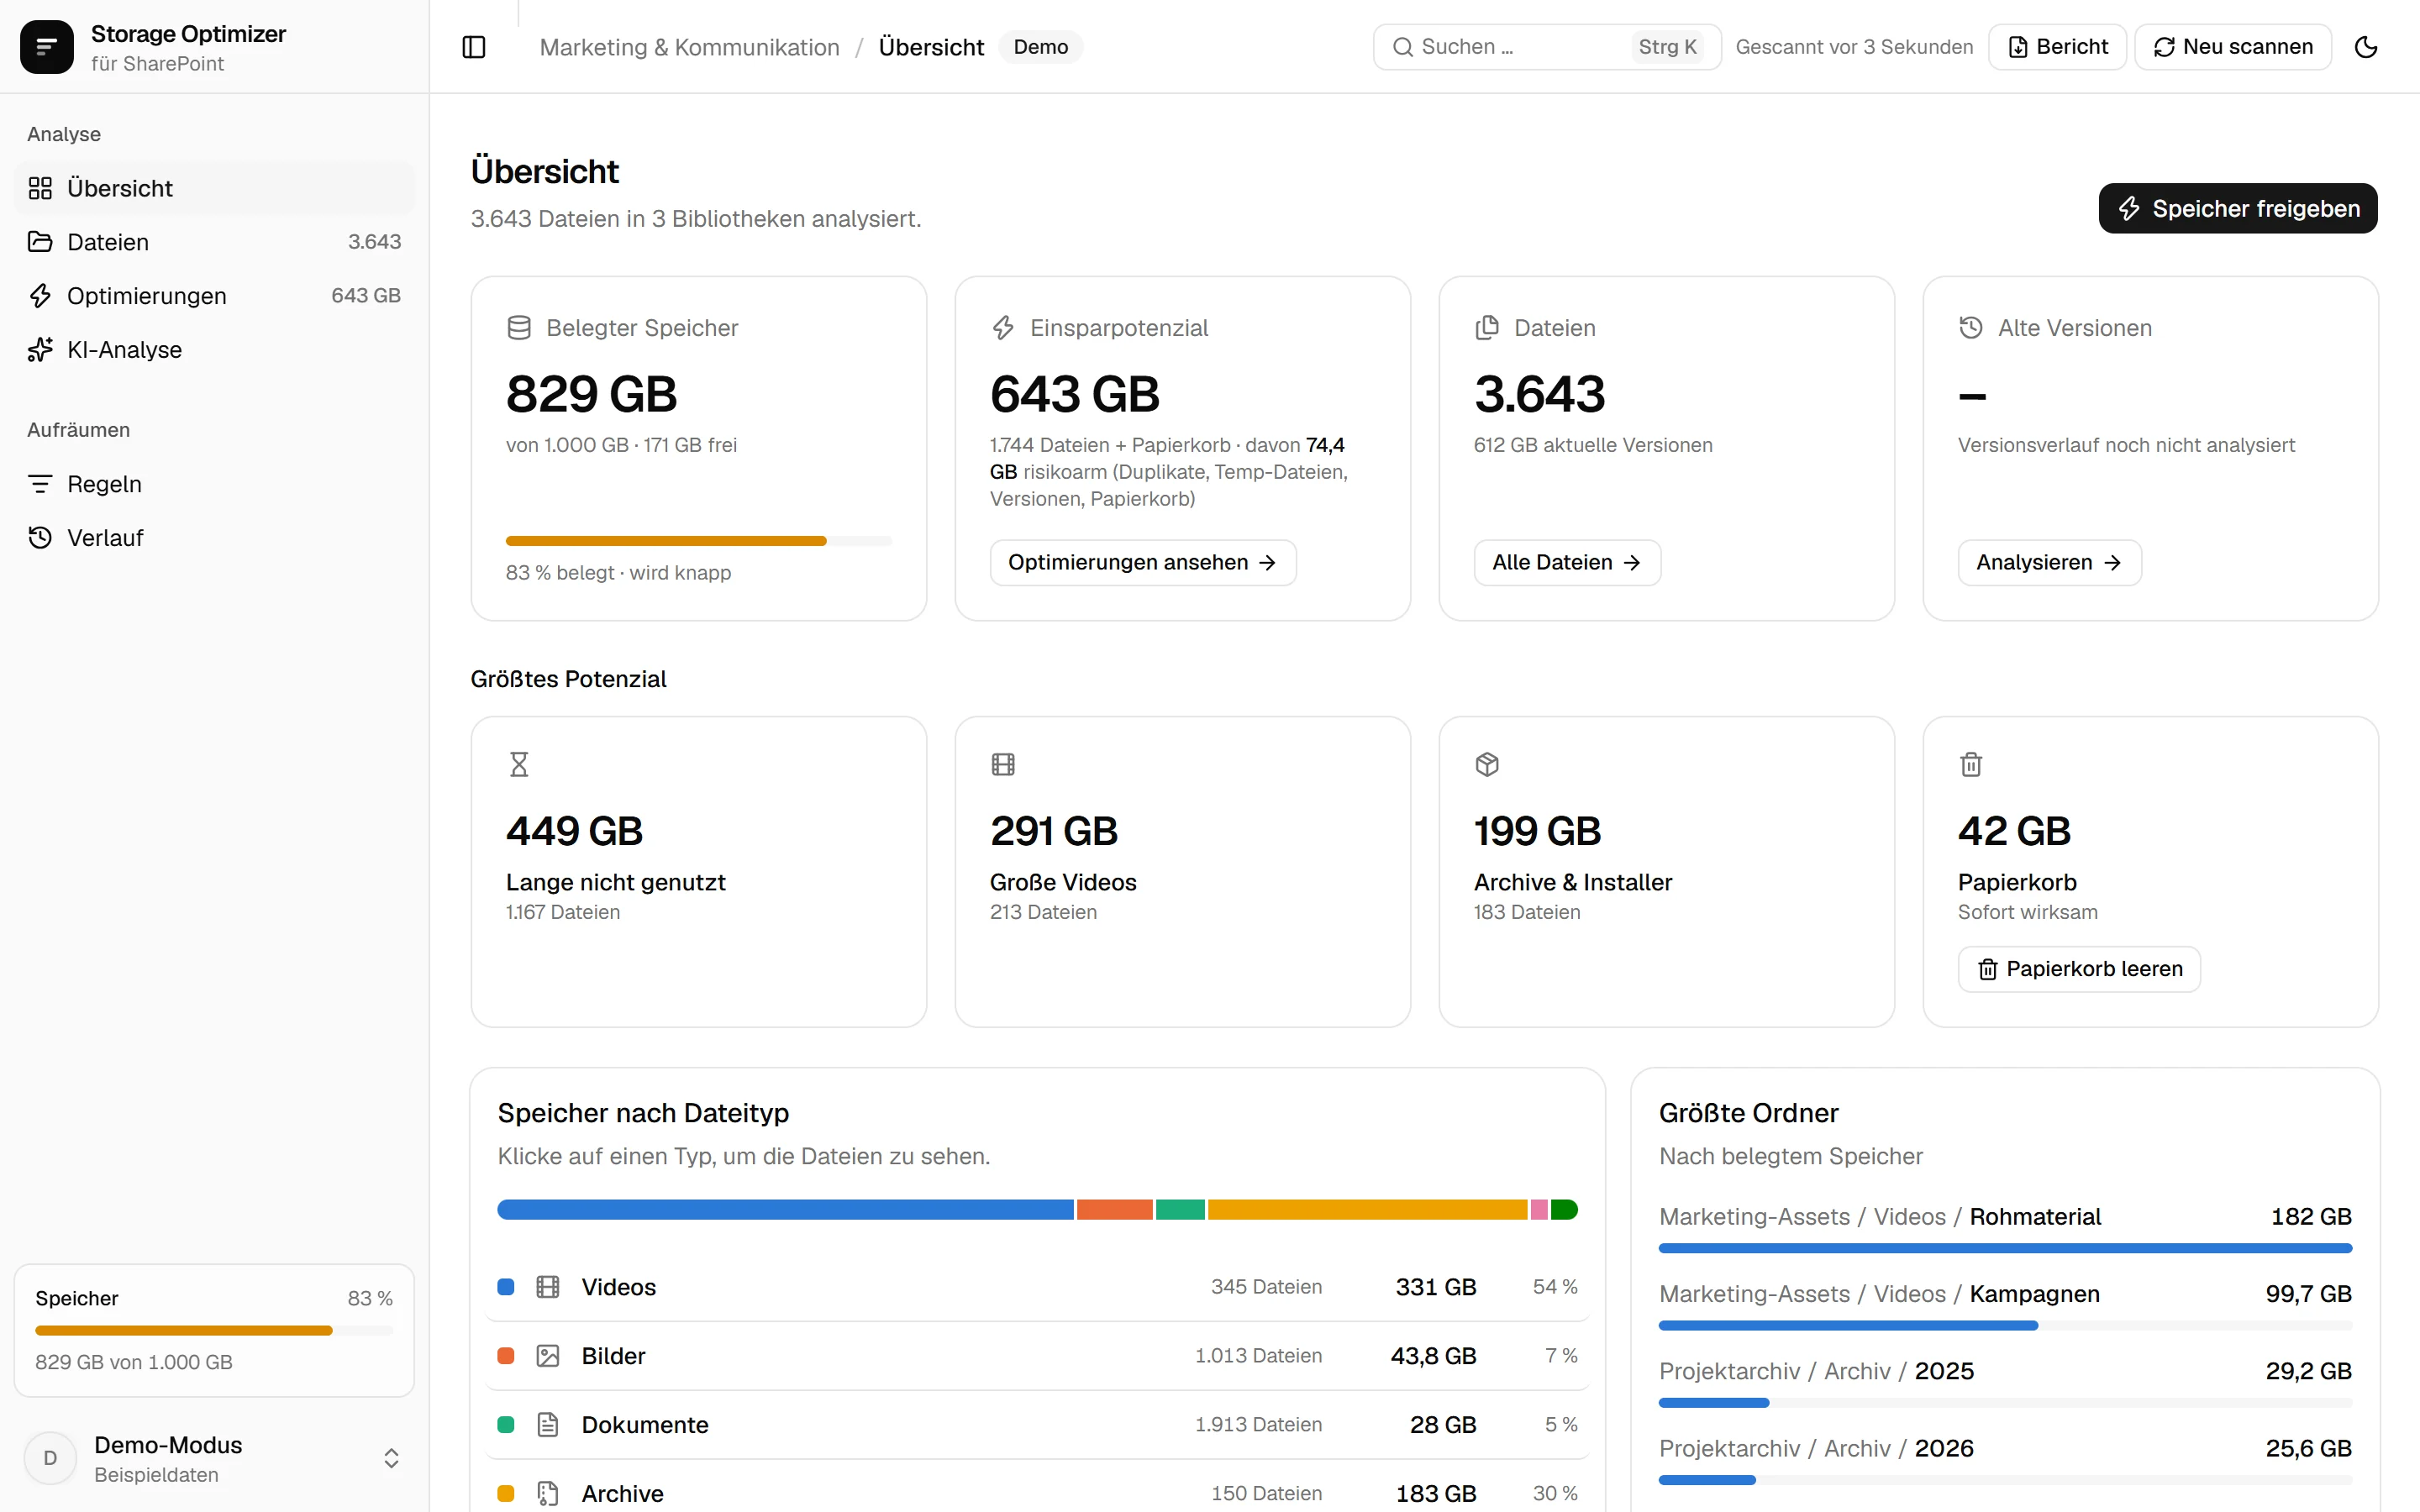 Storage Optimizer
für SharePoint
Marketing & Kommunikation / Übersicht Demo
Suchen ... Strg K
Gescannt vor 3 Sekunden
Bericht
Neu scannen
Analyse
Übersicht
Dateien 3.643
Optimierungen 643 GB
KI-Analyse
Aufräumen
Regeln
Verlauf
Speicher 83 %
829 GB von 1.000 GB
D
Demo-Modus
Beispieldaten
Übersicht
3.643 Dateien in 3 Bibliotheken analysiert.
Speicher freigeben
Belegter Speicher
829 GB
von 1.000 GB · 171 GB frei
83 % belegt · wird knapp
Einsparpotenzial
643 GB
1.744 Dateien + Papierkorb · davon 74,4
GB risikoarm (Duplikate, Temp-Dateien,
Versionen, Papierkorb)
Optimierungen ansehen →
Dateien
3.643
612 GB aktuelle Versionen
Alle Dateien →
Alte Versionen
–
Versionsverlauf noch nicht analysiert
Analysieren →
Größtes Potenzial
449 GB
Lange nicht genutzt
1.167 Dateien
291 GB
Große Videos
213 Dateien
199 GB
Archive & Installer
183 Dateien
42 GB
Papierkorb
Sofort wirksam
Papierkorb leeren
Speicher nach Dateityp
Klicke auf einen Typ, um die Dateien zu sehen.
Videos 345 Dateien 331 GB 54 %
Bilder 1.013 Dateien 43,8 GB 7 %
Dokumente 1.913 Dateien 28 GB 5 %
Archive 150 Dateien 183 GB 30 %
Größte Ordner
Nach belegtem Speicher
Marketing-Assets / Videos / Rohmaterial 182 GB
Marketing-Assets / Videos / Kampagnen 99,7 GB
Projektarchiv / Archiv / 2025 29,2 GB
Projektarchiv / Archiv / 2026 25,6 GB